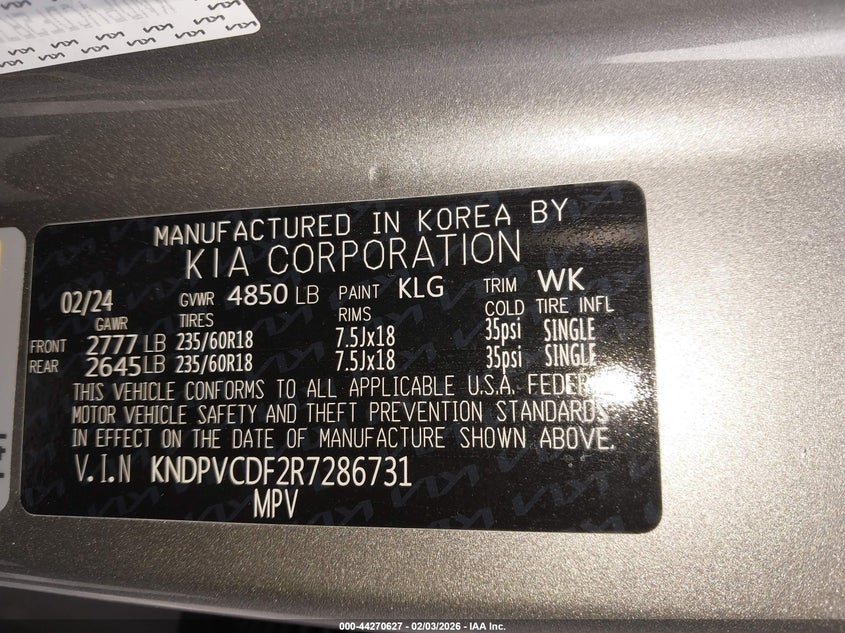 MANUFACTURED IN KOREA BY
KIA CORPORATION
02/24 GVWR 4850 LB PAINT KLG TRIM WK
GAWR TIRES RIMS COLD TIRE INFL
FRONT 2777 LB 235/60R18 7.5Jx18 35psi SINGLE
REAR 2645 LB 235/60R18 7.5Jx18 35psi SINGLE
THIS VEHICLE CONFORMS TO ALL APPLICABLE U.S.A. FEDERAL
MOTOR VEHICLE SAFETY AND THEFT PREVENTION STANDARDS
IN EFFECT ON THE DATE OF MANUFACTURE SHOWN ABOVE.
V.I.N KNDPVCDF2R7286731
MPV
000-44270627 - 02/03/2026 - IAA Inc.